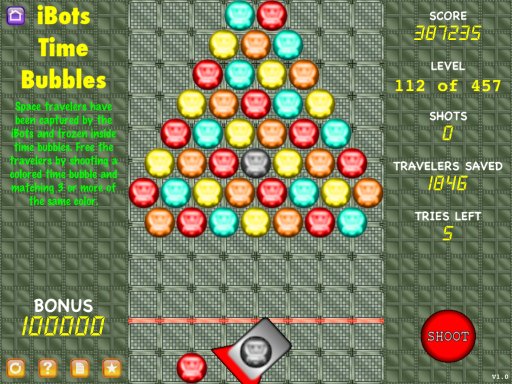 iBots
Time
Bubbles
Space travelers have
been captured by the
iBots and frozen inside
time bubbles. Free the
travelers by shooting a
colored time bubble and
matching 3 or more of
the same color.
BONUS
100000
?
SCORE
387235
LEVEL
112 of 457
SHOTS
0
TRAVELERS SAVED
1846
TRIES LEFT
5
SHOOT
V1.0